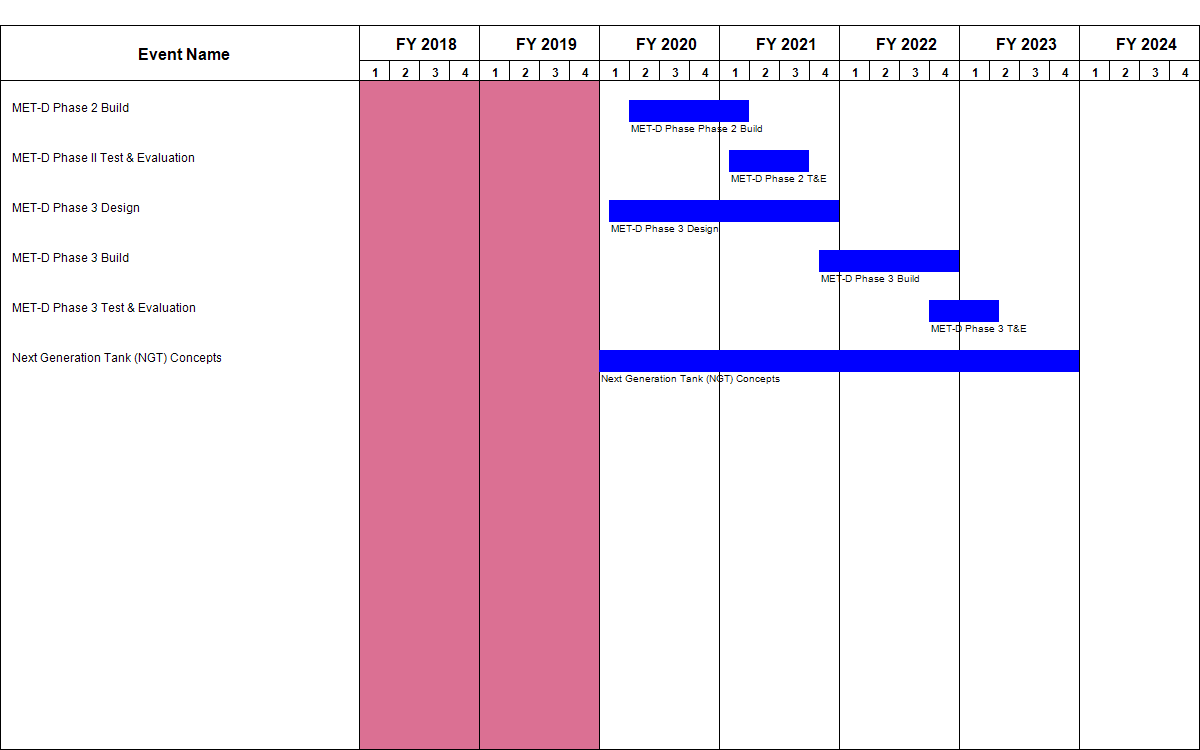 Event Name
FY 2018 FY 2019 FY 2020 FY 2021 FY 2022 FY 2023 FY 2024
1 2 3 4 1 2 3 4 1 2 3 4 1 2 3 4 1 2 3 4 1 2 3 4 1 2 3 4
MET-D Phase 2 Build
MET-D Phase Phase 2 Build
MET-D Phase II Test & Evaluation
MET-D Phase 2 T&E
MET-D Phase 3 Design
MET-D Phase 3 Design
MET-D Phase 3 Build
MET-D Phase 3 Build
MET-D Phase 3 Test & Evaluation
MET-D Phase 3 T&E
Next Generation Tank (NGT) Concepts
Next Generation Tank (NGT) Concepts